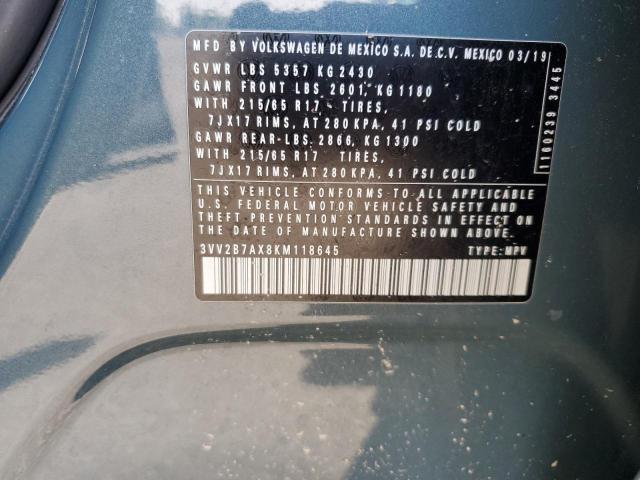 MFD BY VOLKSWAGEN DE MEXICO S.A. DE C.V. MEXICO 03/19
GVWR LBS 5357 KG 2430
GAWR FRONT LBS. 2601, KG 1180
WITH 215/65 R17 - TIRES,
7JX17 RIMS, AT 280 KPA, 41 PSI COLD
GAWR REAR-LBS. 2866, KG 1300
WITH 215/65 R17 TIRES,
7JX17 RIMS, AT 280 KPA, 41 PSI COLD
THIS VEHICLE CONFORMS TO ALL APPLICABLE
U.S. FEDERAL MOTOR VEHICLE SAFETY AND
THEFT PREVENTION STANDARDS IN EFFECT ON
THE DATE OF MANUFACTURE SHOWN ABOVE
3VV2B7AX8KM118645 TYPE: MPV
1160239 3445